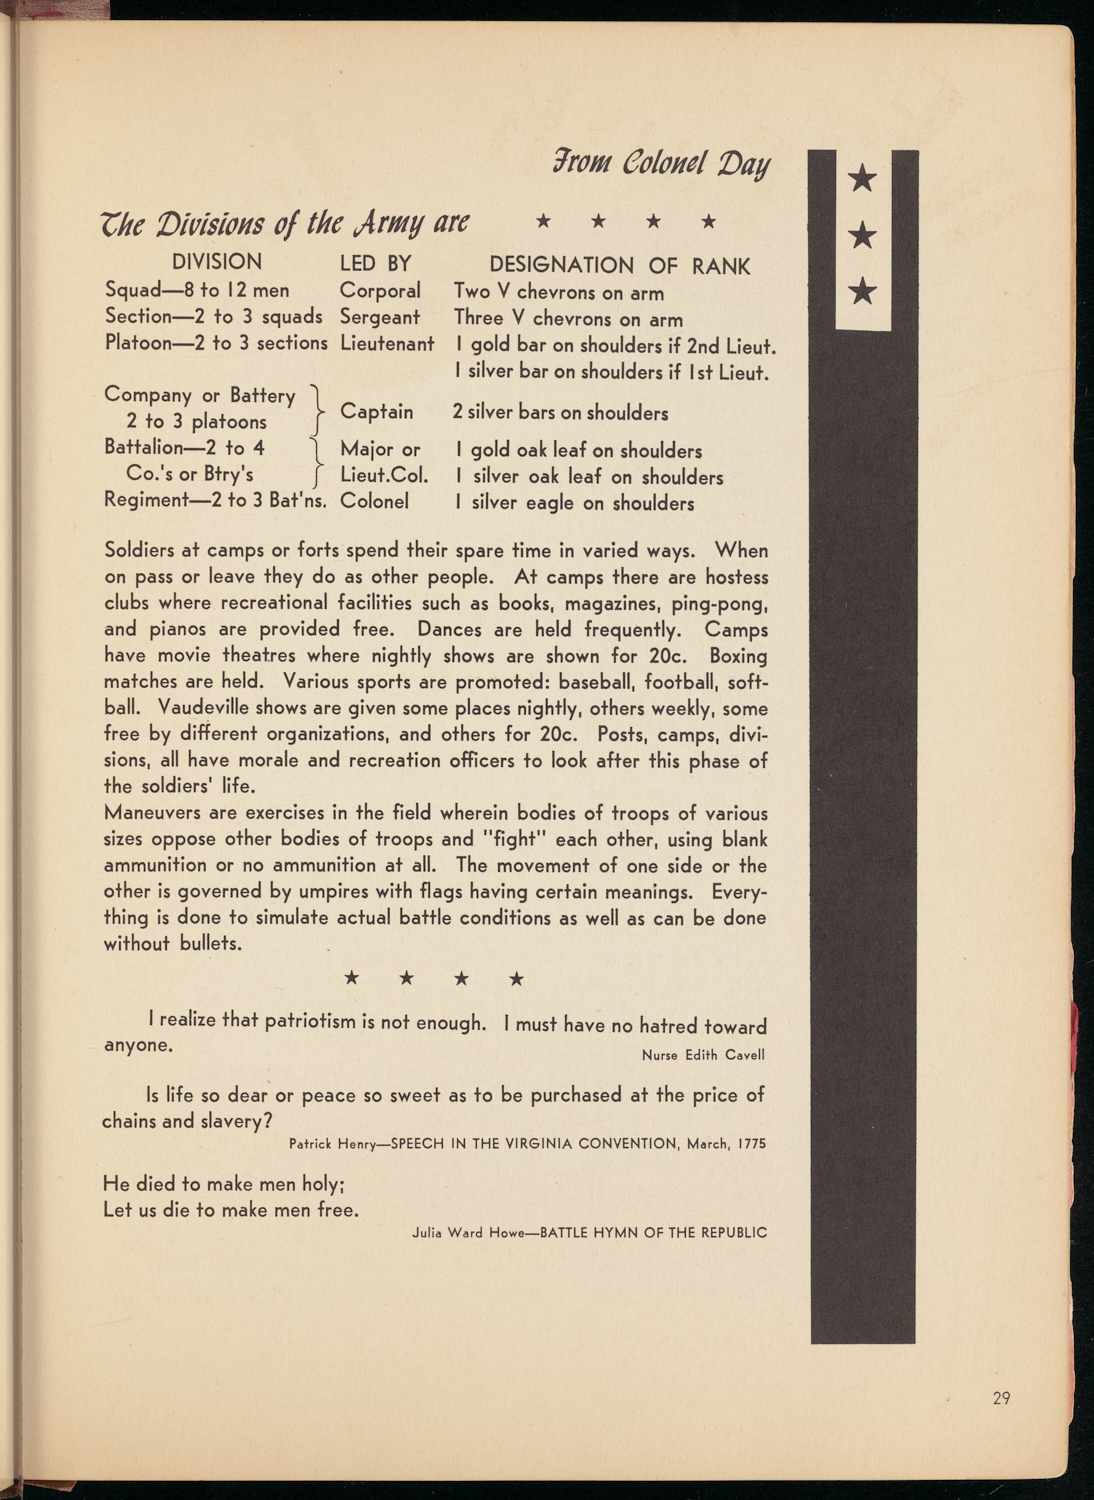 From Colonel Day
The Divisions of the Army are ★ ★ ★ ★
DIVISION LED BY DESIGNATION OF RANK
Squad—8 to 12 men Corporal Two V chevrons on arm
Section—2 to 3 squads Sergeant Three V chevrons on arm
Platoon—2 to 3 sections Lieutenant 1 gold bar on shoulders if 2nd Lieut.
1 silver bar on shoulders if 1st Lieut.
Company or Battery
2 to 3 platoons } Captain 2 silver bars on shoulders
Battalion—2 to 4 Major or 1 gold oak leaf on shoulders
Co.'s or Btry's } Lieut.Col. 1 silver oak leaf on shoulders
Regiment—2 to 3 Bat'ns. Colonel 1 silver eagle on shoulders
Soldiers at camps or forts spend their spare time in varied ways. When
on pass or leave they do as other people. At camps there are hostess
clubs where recreational facilities such as books, magazines, ping-pong,
and pianos are provided free. Dances are held frequently. Camps
have movie theatres where nightly shows are shown for 20c. Boxing
matches are held. Various sports are promoted: baseball, football, soft-
ball. Vaudeville shows are given some places nightly, others weekly, some
free by different organizations, and others for 20c. Posts, camps, divi-
sions, all have morale and recreation officers to look after this phase of
the soldiers' life.
Maneuvers are exercises in the field wherein bodies of troops of various
sizes oppose other bodies of troops and "fight" each other, using blank
ammunition or no ammunition at all. The movement of one side or the
other is governed by umpires with flags having certain meanings. Every-
thing is done to simulate actual battle conditions as well as can be done
without bullets.
★ ★ ★ ★
I realize that patriotism is not enough. I must have no hatred toward
anyone.
Nurse Edith Cavell
Is life so dear or peace so sweet as to be purchased at the price of
chains and slavery?
Patrick Henry—SPEECH IN THE VIRGINIA CONVENTION, March, 1775
He died to make men holy;
Let us die to make men free.
Julia Ward Howe—BATTLE HYMN OF THE REPUBLIC
29